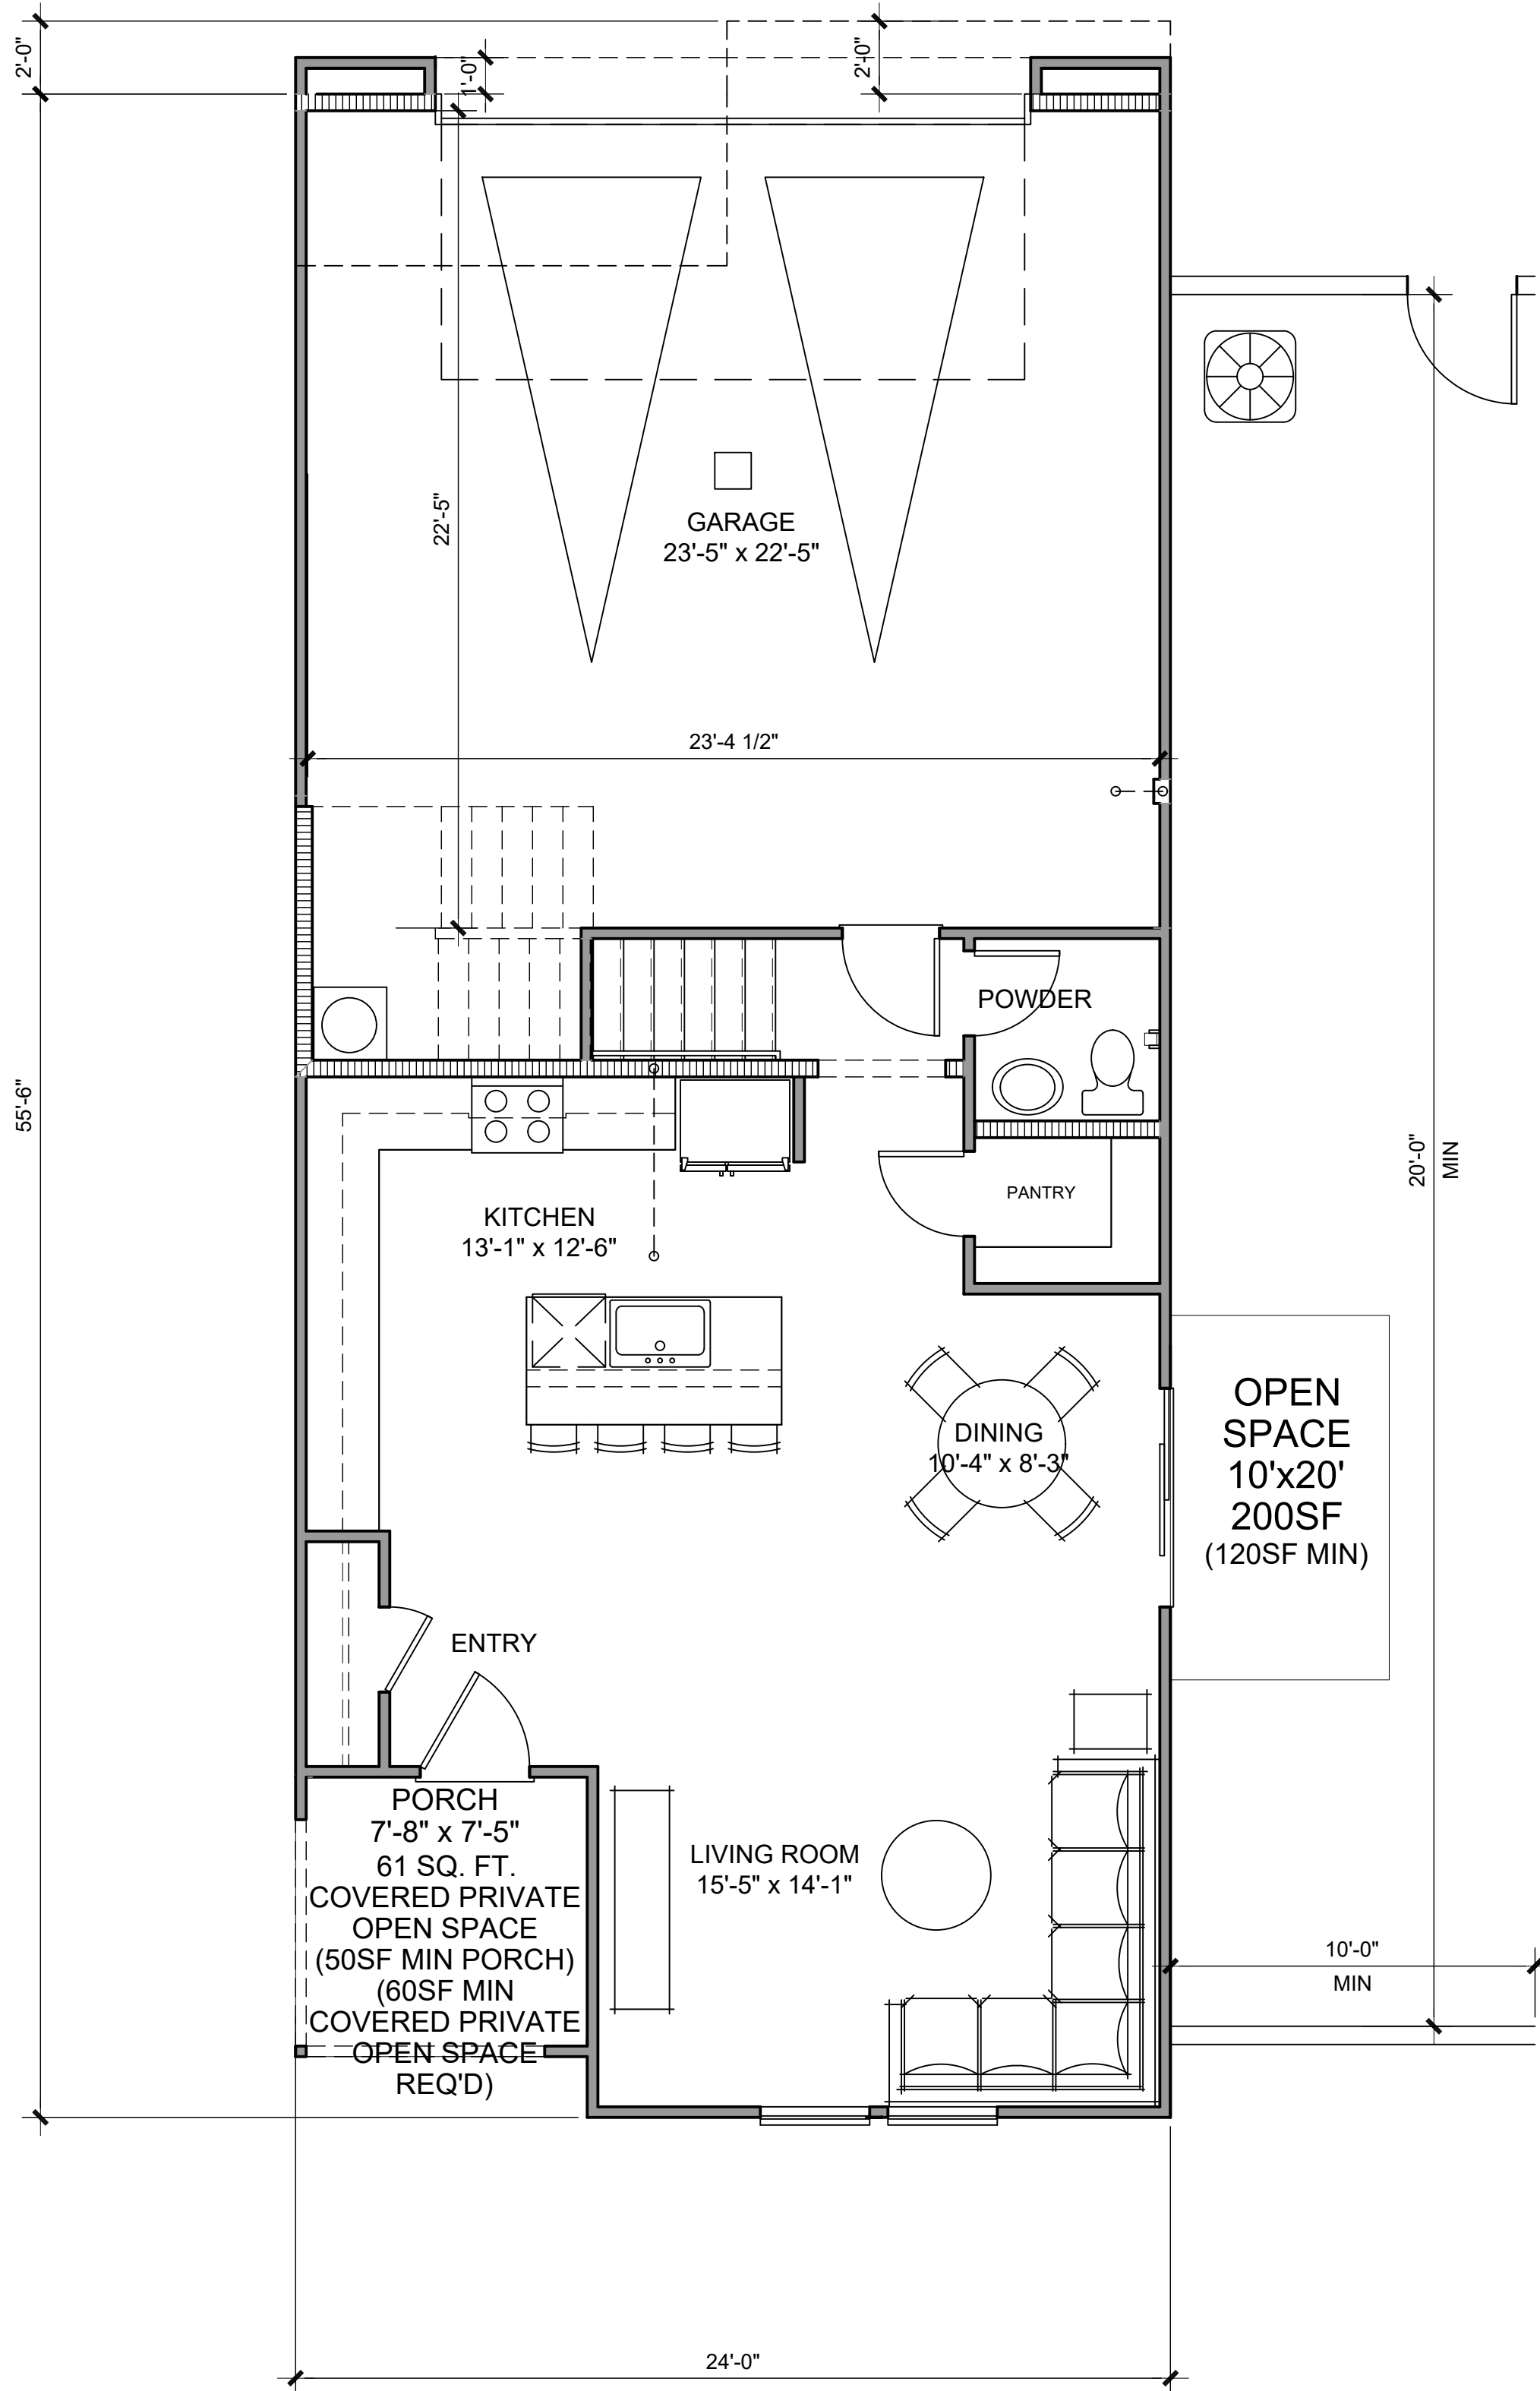 2'-0"
1'-0"
2'-0"
22'-5"
GARAGE
23'-5" x 22'-5"
23'-4 1/2"
POWDER
55'-6"
20'-0"
MIN
PANTRY
KITCHEN
13'-1" x 12'-6"
DINING
10'-4" x 8'-3"
OPEN
SPACE
10'x20'
200SF
(120SF MIN)
ENTRY
PORCH
7'-8" x 7'-5"
61 SQ. FT.
COVERED PRIVATE
OPEN SPACE
(50SF MIN PORCH)
(60SF MIN
COVERED PRIVATE
OPEN SPACE
REQ'D)
LIVING ROOM
15'-5" x 14'-1"
10'-0"
MIN
24'-0"